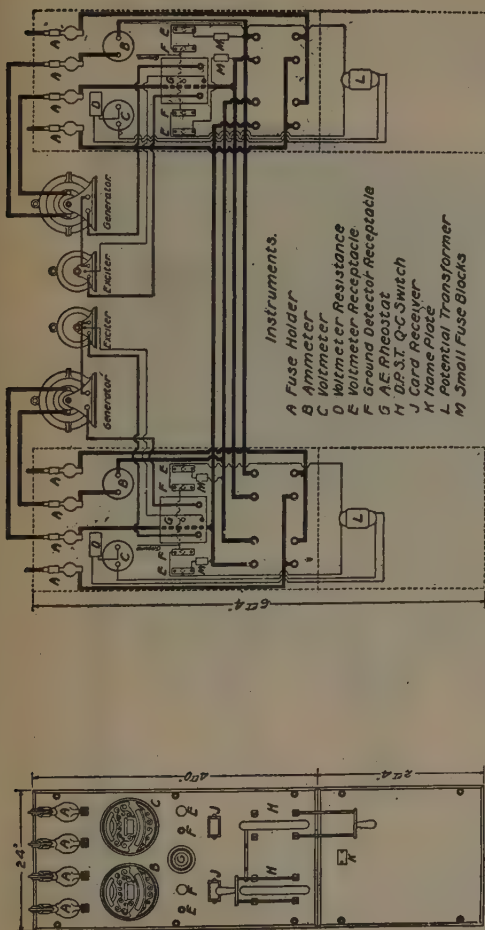 A
A
A
A
B
D
C
Generator
Exciter
Exciter
Generator
A
A
A
A
B
D
C
E
F
G
F
E
M
M
L
Ground
E
F
G
F
E
M
M
L
Instruments.
A Fuse Holder
B Ammeter
C Voltmeter
D Voltmeter Resistance
E Voltmeter Receptacle
F Ground Detector Receptacle
G A.E. Rheostat
H D.P.S.T. Q-C Switch
J Card Receiver
K Name Plate
L Potential Transformer
M Small Fuse Blocks
24"
A
A
A
A
B
C
E
F
G
F
E
J
J
H
H
K